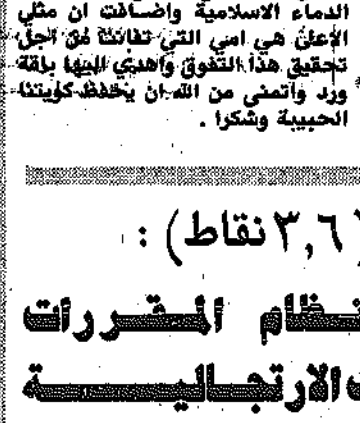 الدماء الاسلامية واضافت ان مثلي
الأعلى هي امي التي تفانت من اجل
تحقيق هذا التفوق واهدي اليها باقة
ورد واتمنى من الله ان يحفظ كويتنا
الحبيبة وشكرا .
(٣,٦ نقاط) :
نظام المقررات
الارتجالية